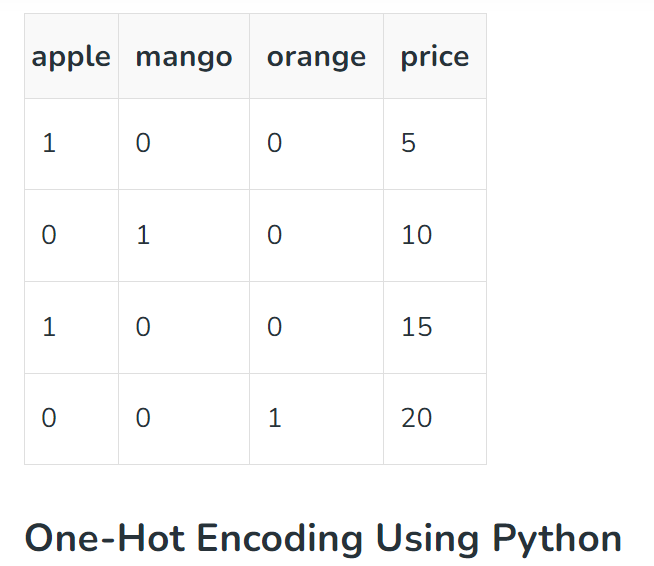 apple mango orange price
1 0 0 5
0 1 0 10
1 0 0 15
0 0 1 20
One-Hot Encoding Using Python